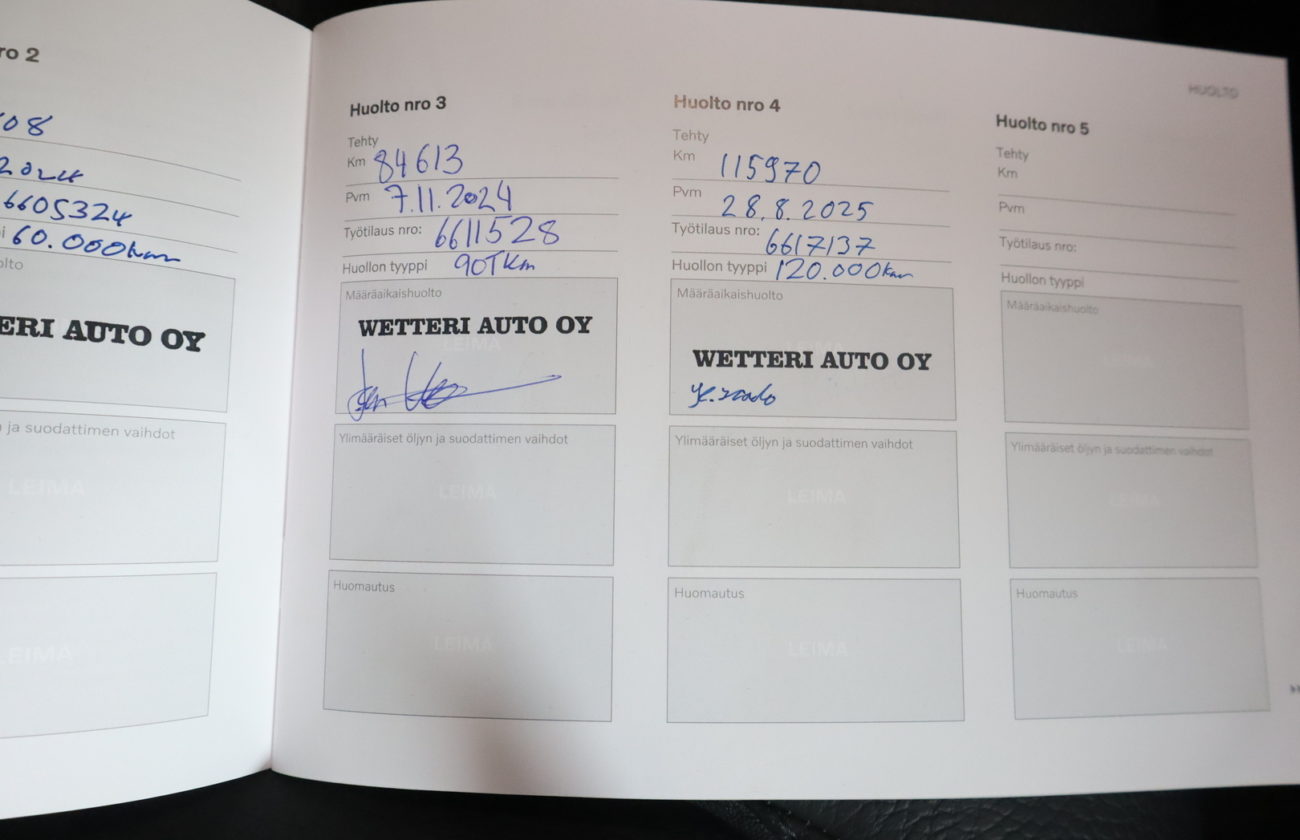 ro 2
08
2024
6605324
i 60.000km
olto
ERI AUTO OY
ja suodattimen vaihdot
LEIMA
LEIMA
Huolto nro 3
Tehty
Km 84613
Pvm 7.11.2024
Työtilaus nro: 6611528
Huollon tyyppi 90TKm
Määräaikaishuolto
WETTERI AUTO OY
LEIMA
Ylimääräiset öljyn ja suodattimen vaihdot
LEIMA
Huomautus
LEIMA
Huolto nro 4
Tehty
Km 115970
Pvm 28.8.2025
Työtilaus nro: 6617137
Huollon tyyppi 120.000km
Määräaikaishuolto
WETTERI AUTO OY
Ylimääräiset öljyn ja suodattimen vaihdot
LEIMA
Huomautus
LEIMA
HUOLTO
Huolto nro 5
Tehty
Km
Pvm
Työtilaus nro:
Huollon tyyppi
Määräaikaishuolto
LEIMA
Ylimääräiset öljyn ja suodattimen vaihdot
LEIMA
Huomautus
LEIMA